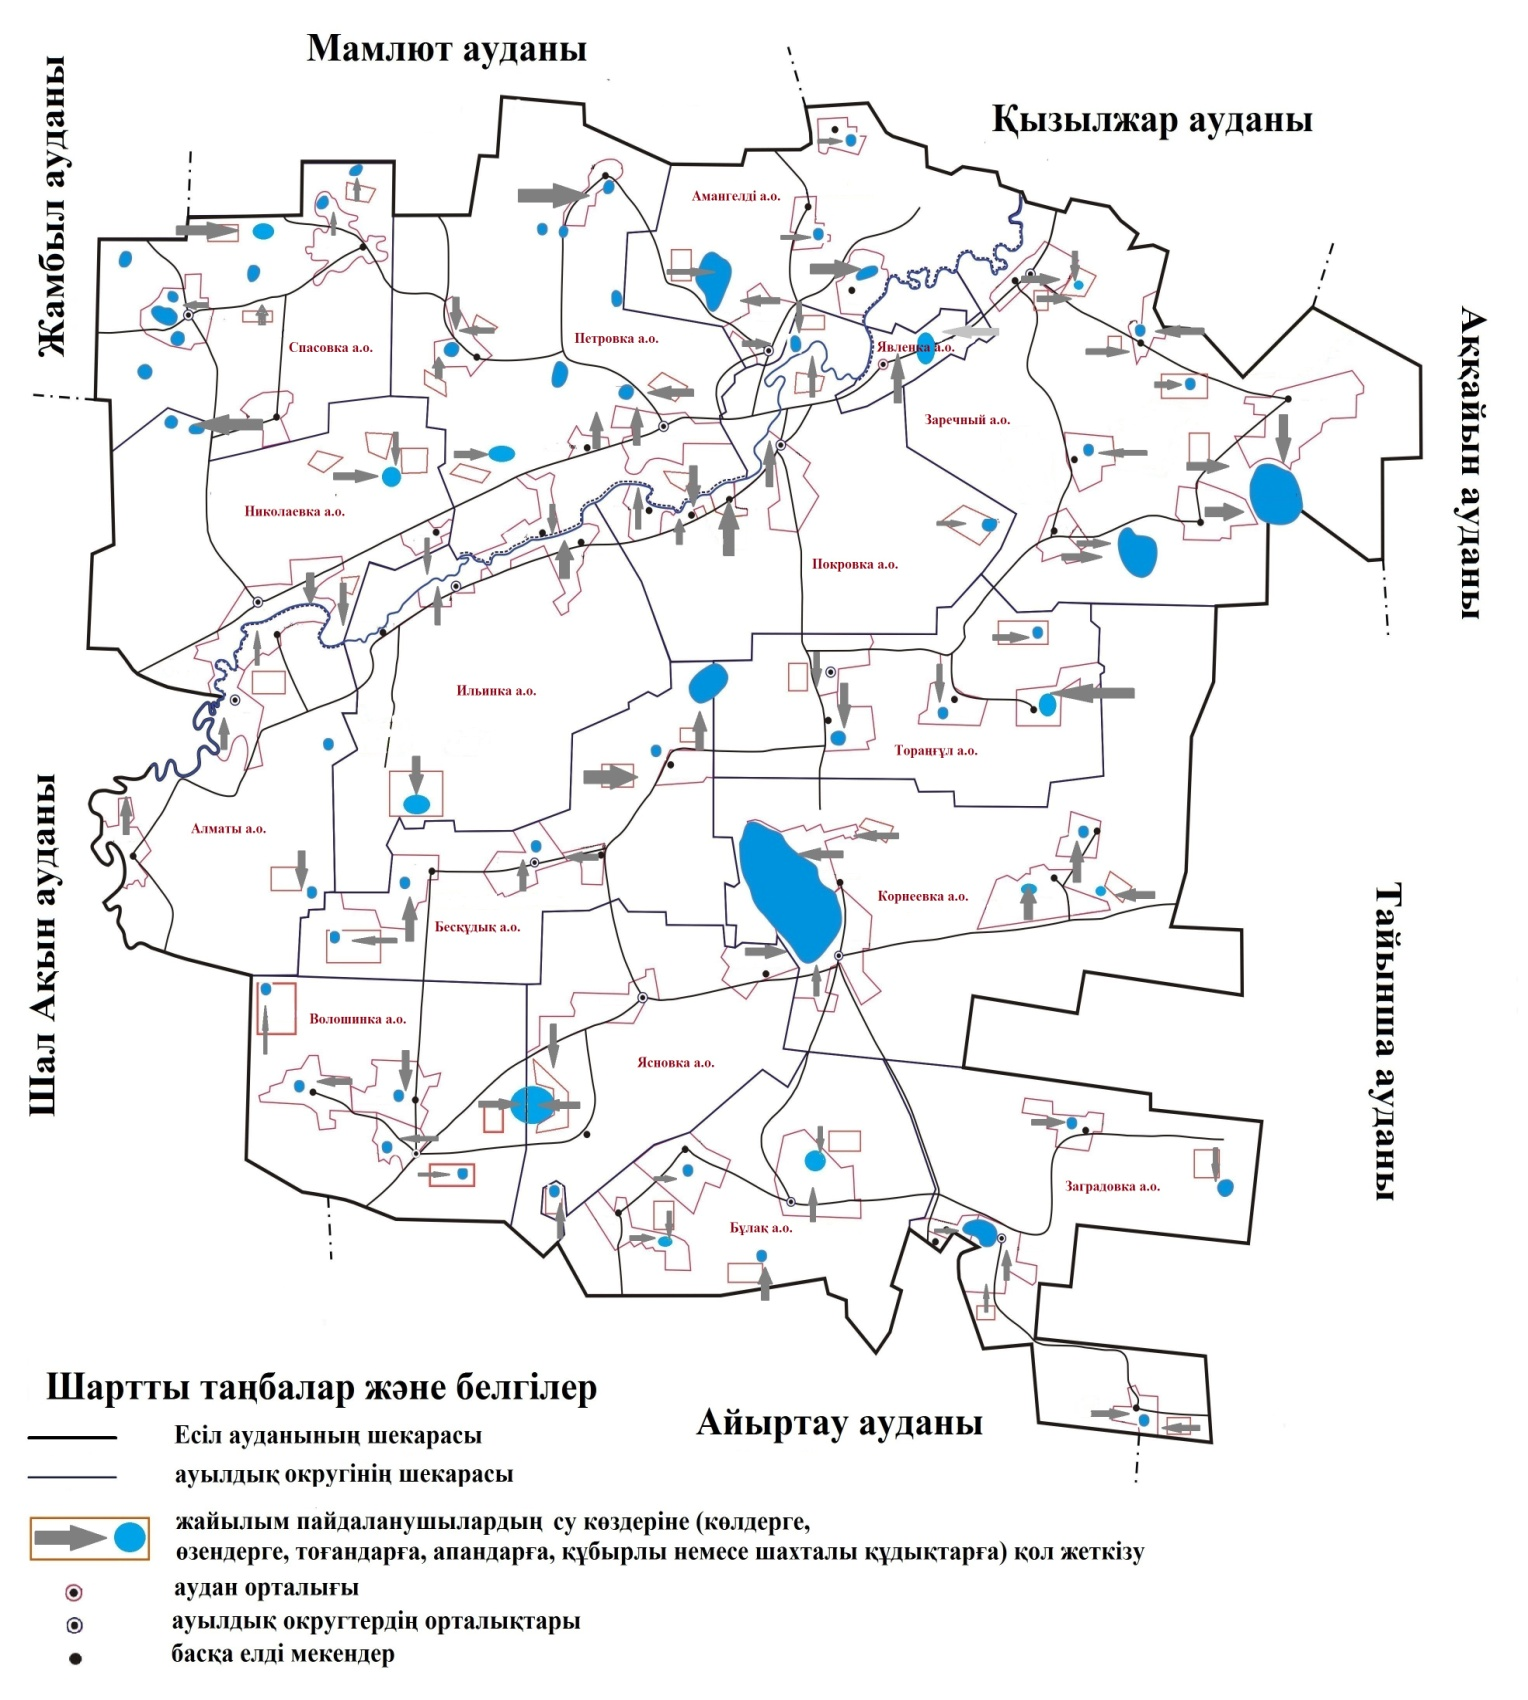 Мамлют ауданы
Қызылжар ауданы
Жамбыл ауданы
Амангелді а.о.
Аққайын ауданы
Спасовка а.о.
Петровка а.о.
Явленка а.о.
Заречный а.о.
Николаевка а.о.
Покровка а.о.
Ильинка а.о.
Тораңғұл а.о.
Шал Ақын ауданы
Алматы а.о.
Корнеевка а.о.
Бесқұдық а.о.
Тайынша ауданы
Волошинка а.о.
Ясновка а.о.
Заградовка а.о.
Бұлақ а.о.
Айыртау ауданы
Шартты таңбалар және белгілер
Есіл ауданының шекарасы
ауылдық округінің шекарасы
жайылым пайдаланушылардың су көздеріне (көлдерге,
өзендерге, тоғандарға, апандарға, құбырлы немесе шахталы құдықтарға) қол жеткізу
аудан орталығы
ауылдық округтердің орталықтары
басқа елді мекендер